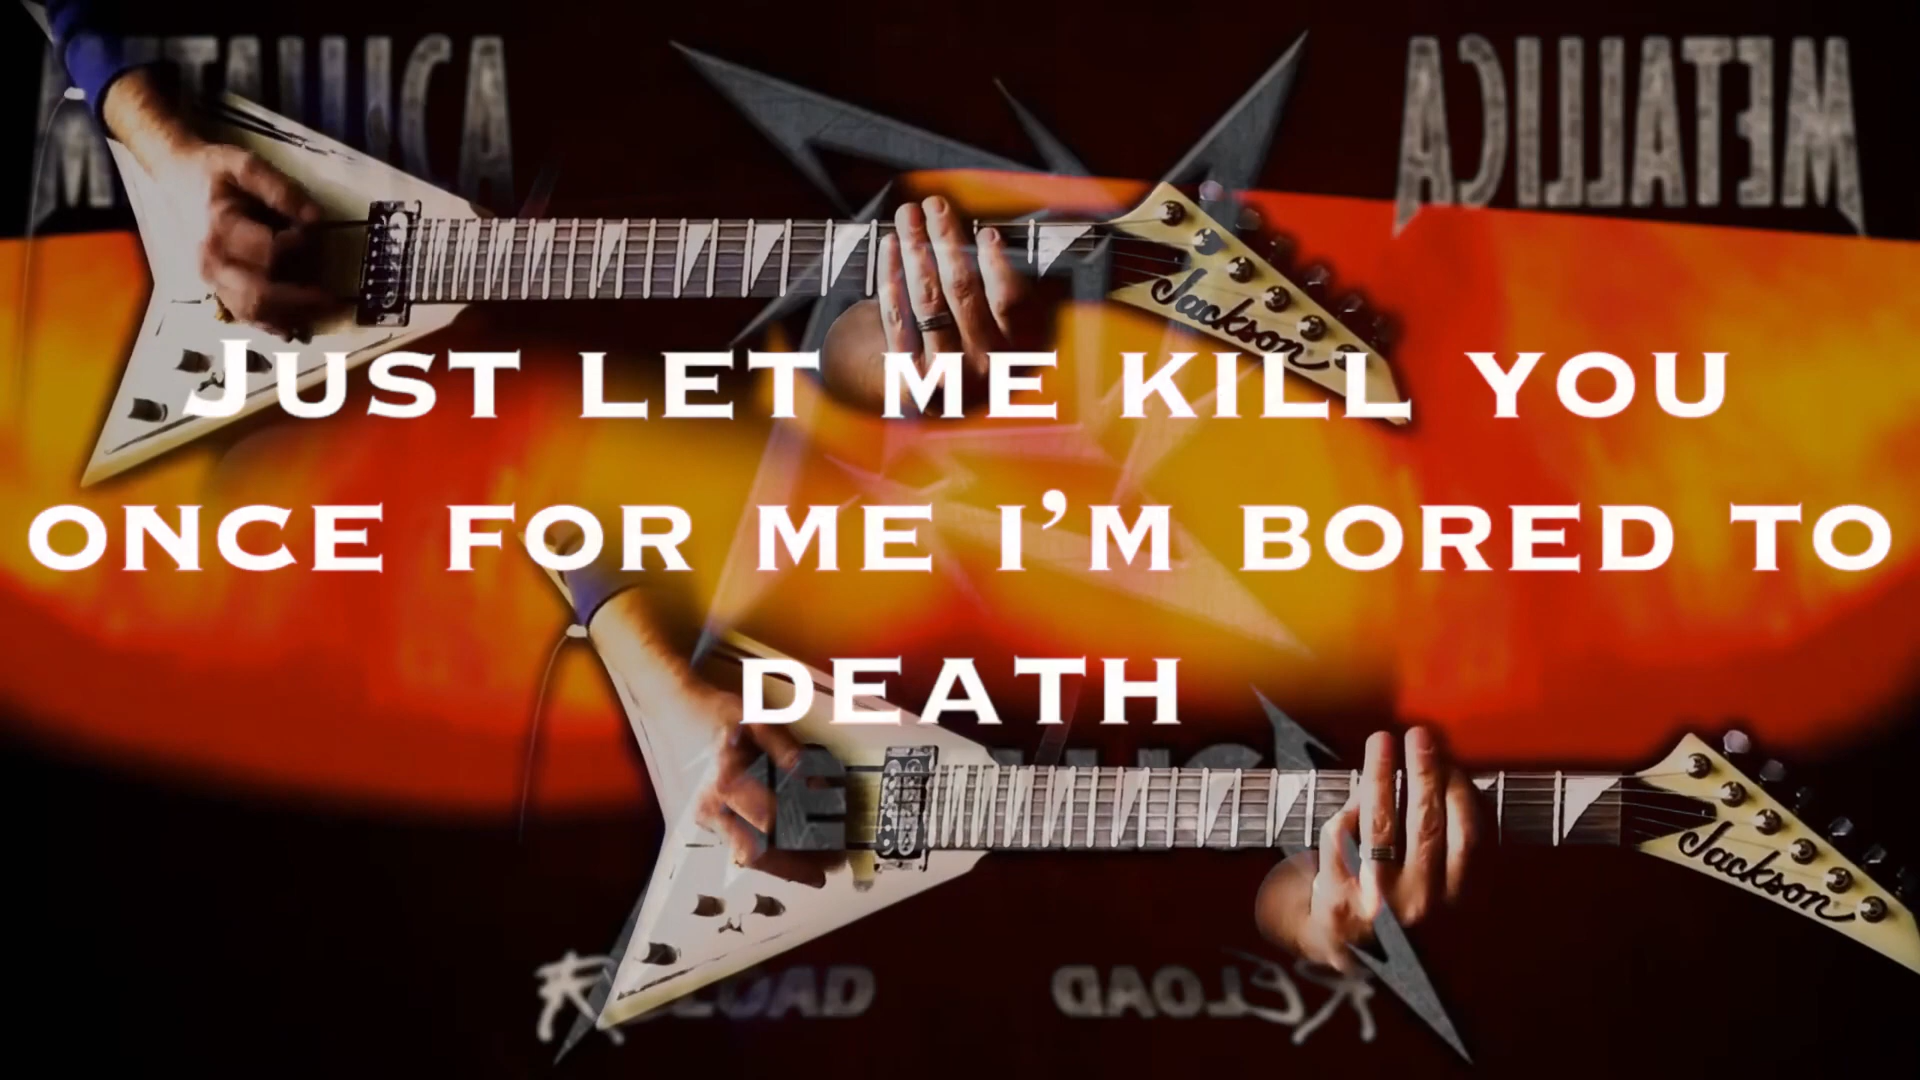 METALLICA METALLICA
Jackson
JUST LET ME KILL YOU
ONCE FOR ME I'M BORED TO
DEATH
Jackson
RELOAD RELOAD